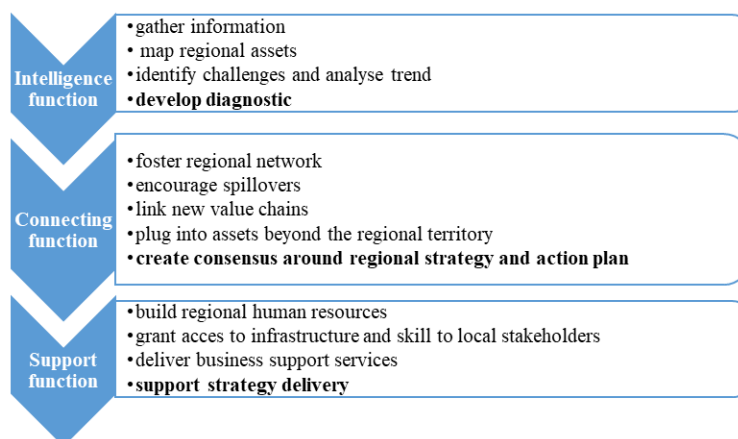 Intelligence
function
•gather information
• map regional assets
•identify challenges and analyse trend
•develop diagnostic
Connecting
function
•foster regional network
•encourage spillovers
•link new value chains
•plug into assets beyond the regional territory
•create consensus around regional strategy and action plan
Support
function
•build regional human resources
•grant acces to infrastructure and skill to local stakeholders
•deliver business support services
•support strategy delivery